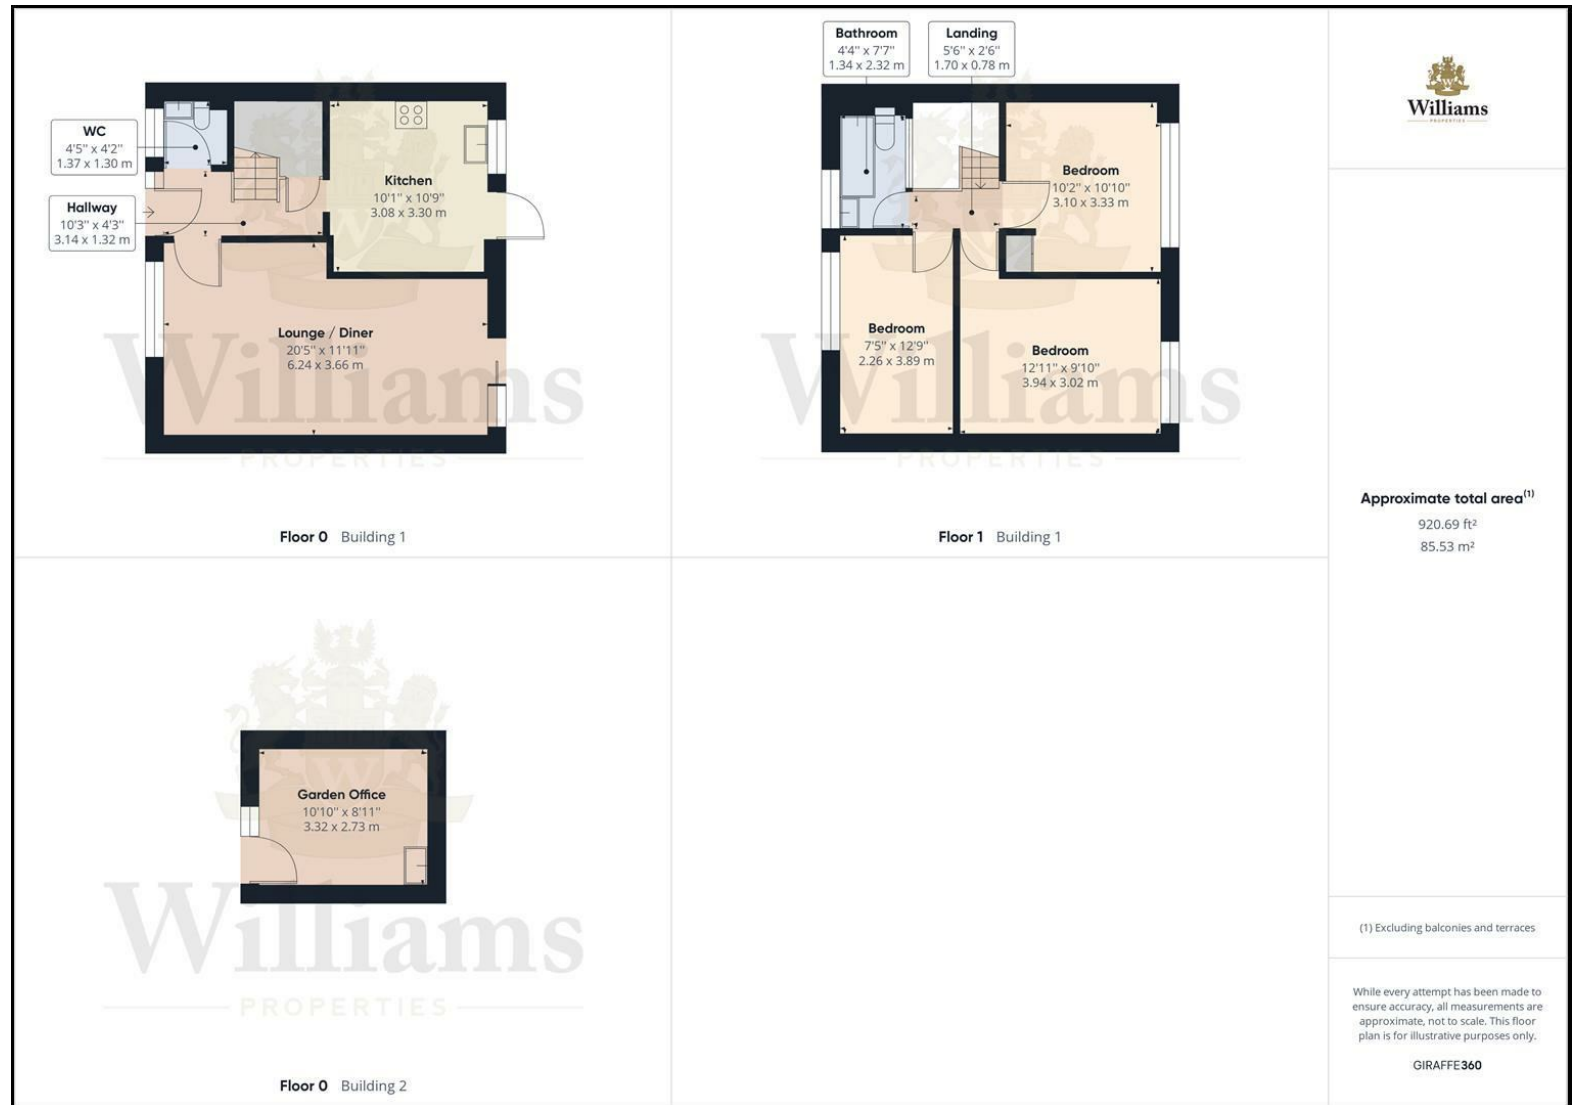 WC
4'5" x 4'2"
1.37 x 1.30 m
Hallway
10'3" x 4'3"
3.14 x 1.32 m
Kitchen
10'1" x 10'9"
3.08 x 3.30 m
Lounge / Diner
20'5" x 11'11"
6.24 x 3.66 m
Williams
PROPERTIES
Floor 0 Building 1
Bathroom
4'4" x 7'7"
1.34 x 2.32 m
Landing
5'6" x 2'6"
1.70 x 0.78 m
Bedroom
10'2" x 10'10"
3.10 x 3.33 m
Bedroom
7'5" x 12'9"
2.26 x 3.89 m
Bedroom
12'11" x 9'10"
3.94 x 3.02 m
Williams
PROPERTIES
Floor 1 Building 1
Garden Office
10'10" x 8'11"
3.32 x 2.73 m
Williams
PROPERTIES
Floor 0 Building 2
Williams
PROPERTIES
Approximate total area(1)
920.69 ft²
85.53 m²
(1) Excluding balconies and terraces
While every attempt has been made to
ensure accuracy, all measurements are
approximate, not to scale. This floor
plan is for illustrative purposes only.
GIRAFFE360